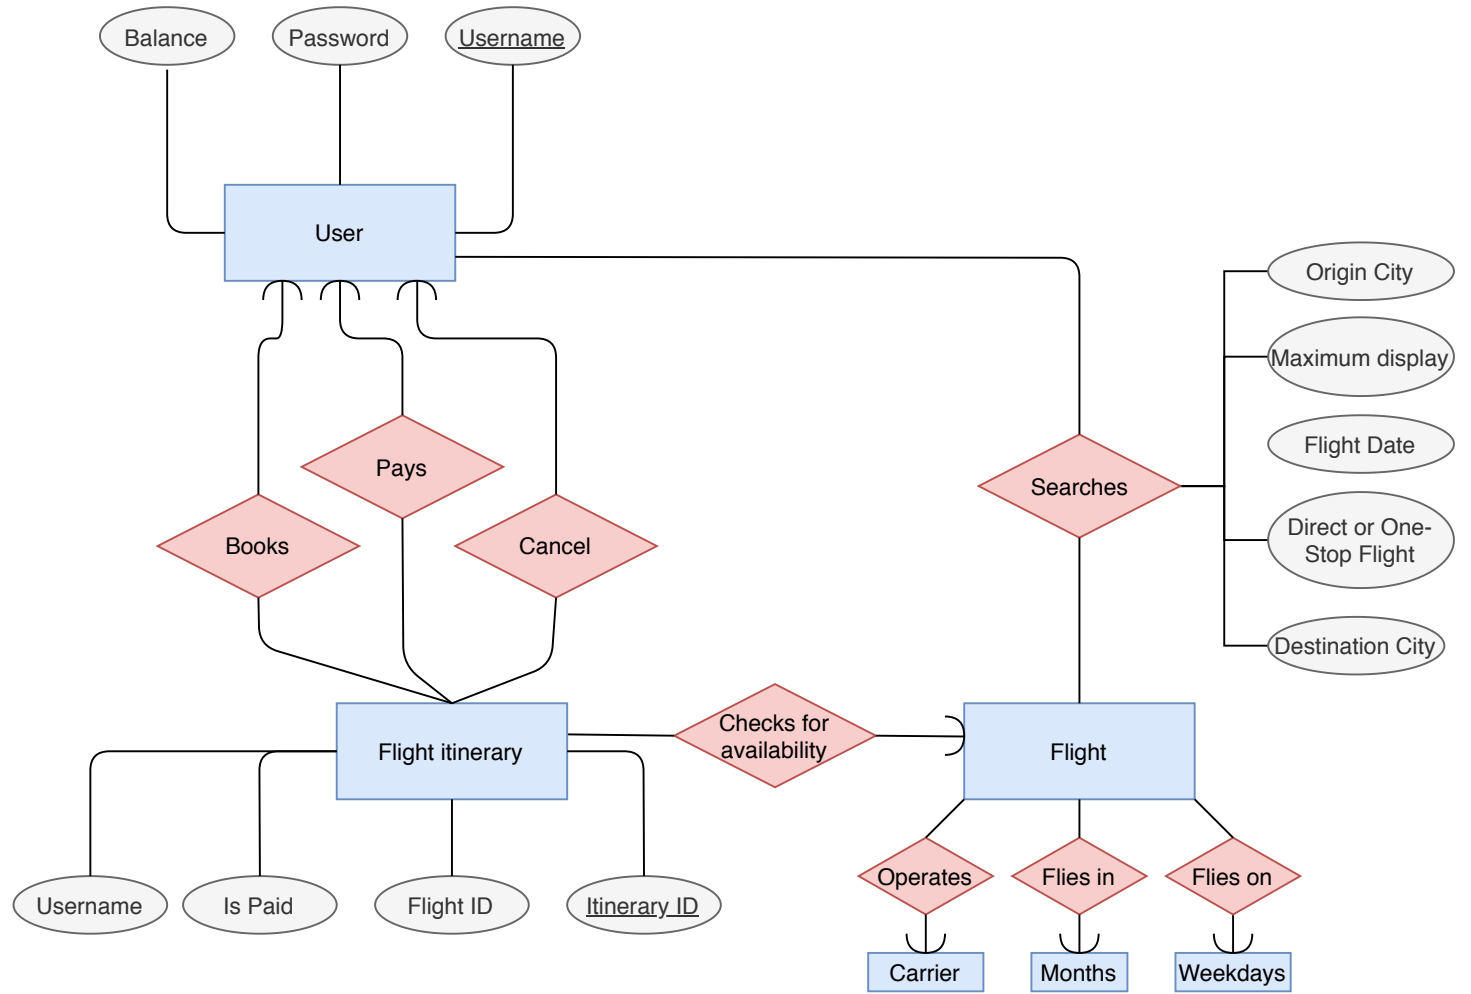 Balance
Password
Username
User
Origin City
Maximum display
Flight Date
Direct or One-
Stop Flight
Destination City
Searches
Pays
Books
Cancel
Flight itinerary
Checks for
availability
Flight
Username
Is Paid
Flight ID
Itinerary ID
Operates
Flies in
Flies on
Carrier
Months
Weekdays